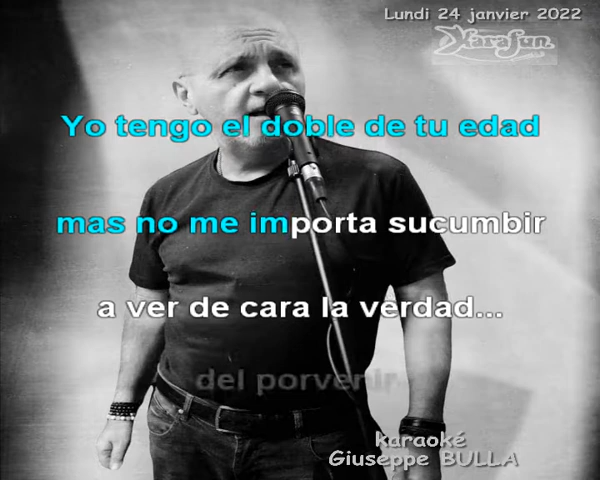 Lundi 24 janvier 2022
Karafun
Yo tengo el doble de tu edad
mas no me importa sucumbir
a ver de cara la verdad...
del porvenir
karaoké
Giuseppe BULLA